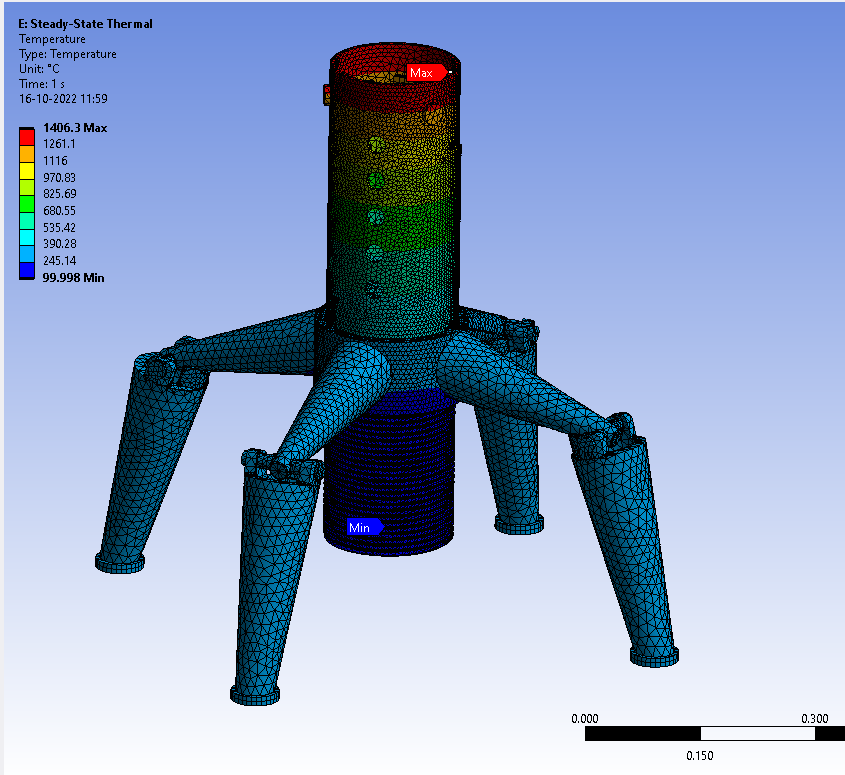 E: Steady-State Thermal
Temperature
Type: Temperature
Unit: °C
Time: 1 s
16-10-2022 11:59
1406.3 Max
1261.1
1116
970.83
825.69
680.55
535.42
390.28
245.14
99.998 Min
Max
Min
0.000 0.300
0.150